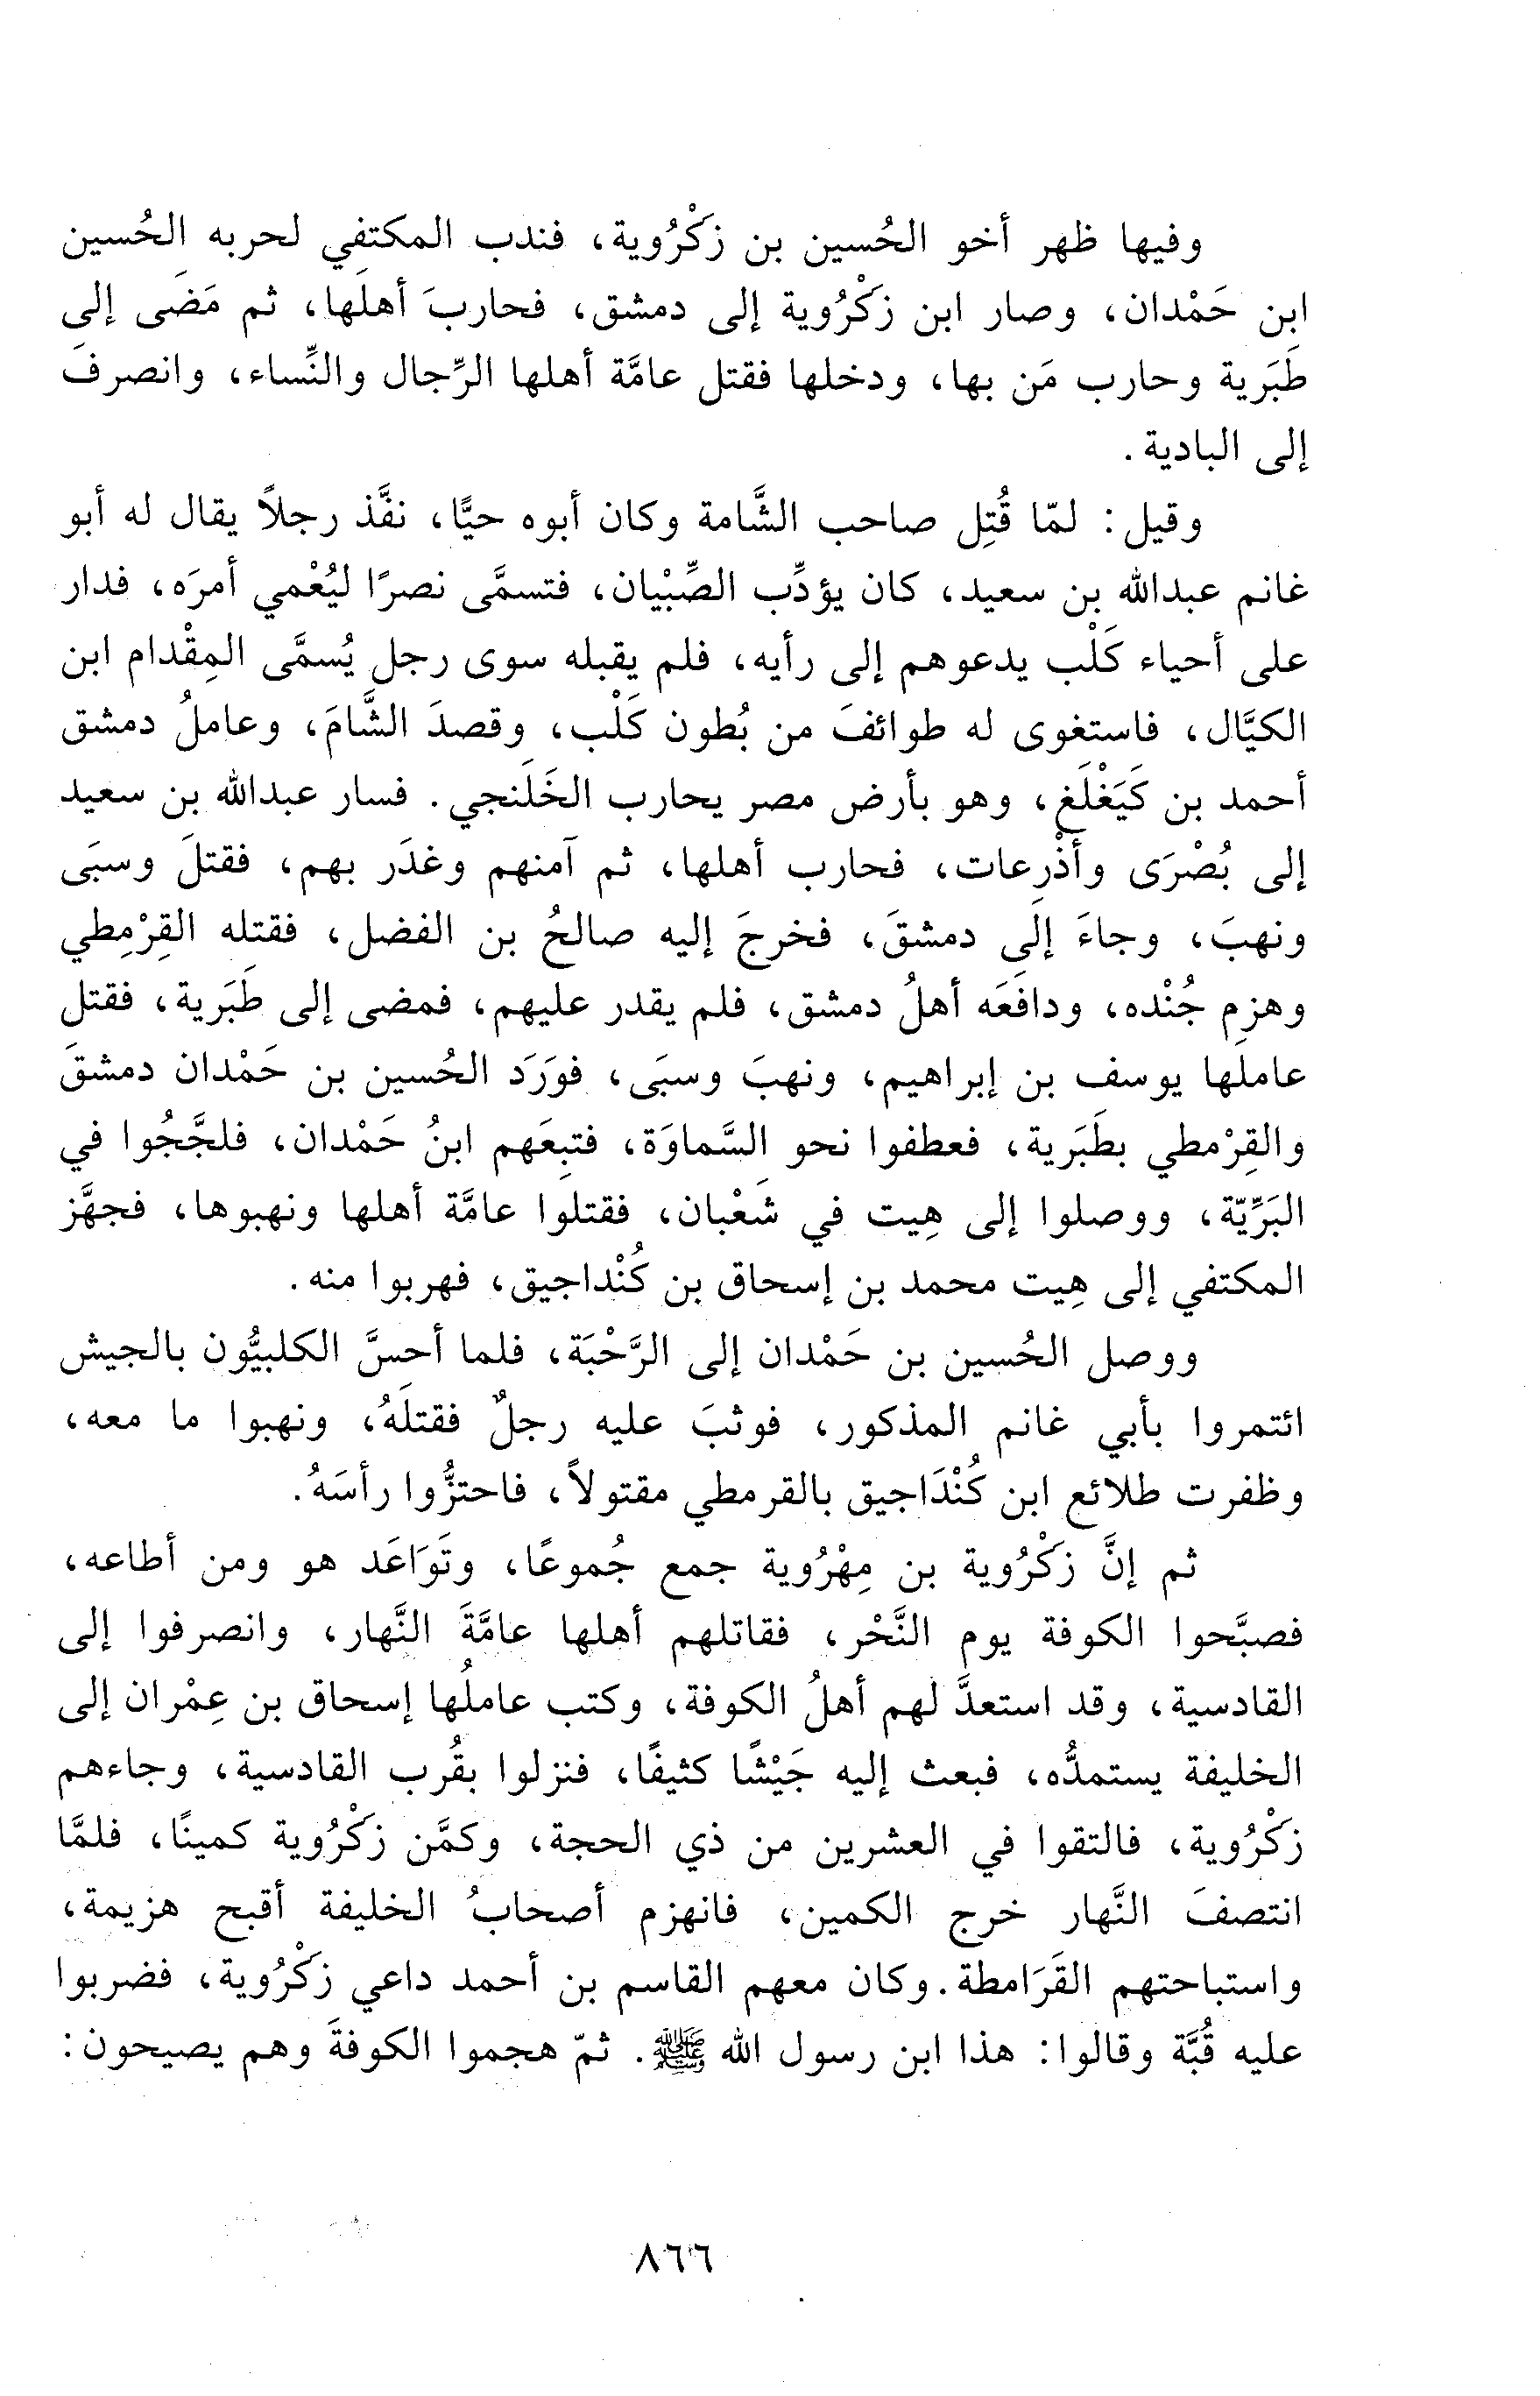 وفيها ظهر أخو الحُسين بن زكْرُوية، فندب المكتفي لحربه الحُسين
ابن حَمْدان، وصار ابن زكْرُوية إلى دمشق، فحاربَ أهلها، ثم مَضَى إلى
طَبَرية وحارب مَن بها، ودخلها فقتل عامَّة أهلها الرِّجال والنِّساء، وانصرفَ
إلى البادية.
وقيل: لمّا قُتِل صاحب الشَّامة وكان أبوه حيًّا، نفَّذ رجلاً يقال له أبو
غانم عبدالله بن سعيد، كان يؤدِّب الصِّبْيان، فتسمَّى نصرًا ليُعْمي أمرَه، فدار
على أحياء كَلْب يدعوهم إلى رأيه، فلم يقبله سوى رجل يُسمَّى المِقْدام ابن
الكيَّال، فاستغوى له طوائفَ من بُطون كَلْب، وقصدَ الشَّامَ، وعاملُ دمشق
أحمد بن كَيَغْلَغ، وهو بأرض مصر يحارب الخَلَنجي. فسار عبدالله بن سعيد
إلى بُصْرَى وأذْرِعات، فحارب أهلها، ثم آمنهم وغدَر بهم، فقتلَ وسبَى
ونهبَ، وجاءَ إلى دمشقَ، فخرجَ إليه صالحُ بن الفضل، فقتله القِرْمِطي
وهزم جُنْده، ودافَعَه أهلُ دمشق، فلم يقدر عليهم، فمضى إلى طَبَرية، فقتل
عاملَها يوسف بن إبراهيم، ونهبَ وسبَى، فورَدَ الحُسين بن حَمْدان دمشقَ
والقِرْمطي بطَبَرية، فعطفوا نحو السَّماوَة، فتبِعَهم ابنُ حَمْدان، فلجَّجُوا في
البَرِّيّة، ووصلوا إلى هِيت في شَعْبان، فقتلوا عامَّة أهلها ونهبوها، فجهَّز
المكتفي إلى هِيت محمد بن إسحاق بن كُنْداجيق، فهربوا منه.
ووصل الحُسين بن حَمْدان إلى الرَّحْبَة، فلما أحسَّ الكلبيُّون بالجيش
ائتمروا بأبي غانم المذكور، فوثبَ عليه رجلٌ فقتلَهُ، ونهبوا ما معه،
وظفرت طلائع ابن كُنْدَاجيق بالقرمطي مقتولاً، فاحتزُّوا رأسَهُ.
ثم إنَّ زكْرُوية بن مِهْرُوية جمع جُموعًا، وتَوَاعَد هو ومن أطاعه،
فصبَّحوا الكوفة يوم النَّحْر، فقاتلهم أهلها عامَّةَ النَّهار، وانصرفوا إلى
القادسية، وقد استعدَّ لهم أهلُ الكوفة، وكتب عاملُها إسحاق بن عِمْران إلى
الخليفة يستمدُّه، فبعث إليه جَيْشًا كثيفًا، فنزلوا بقُرب القادسية، وجاءهم
زكْرُوية، فالتقوا في العشرين من ذي الحجة، وكمَّن زكْرُوية كمينًا، فلمَّا
انتصفَ النَّهار خرج الكمين، فانهزم أصحابُ الخليفة أقبح هزيمة،
واستباحتهم القَرَامطة. وكان معهم القاسم بن أحمد داعي زكْرُوية، فضربوا
عليه قُبَّة وقالوا: هذا ابن رسول الله ﷺ. ثمّ هجموا الكوفةَ وهم يصيحون:
٨٦٦